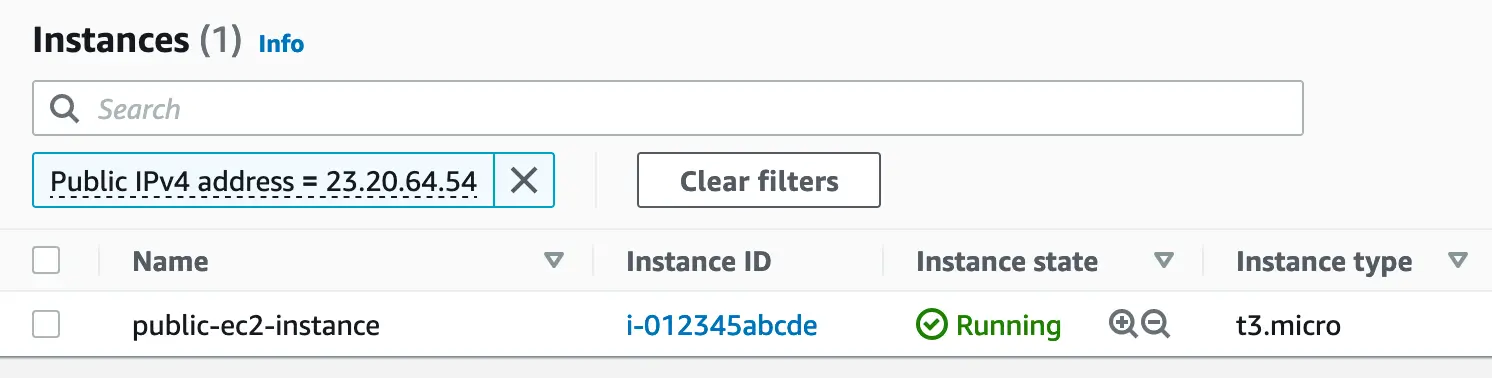 Instances (1) Info
Search
Public IPv4 address = 23.20.64.54 Clear filters
Name Instance ID Instance state Instance type
public-ec2-instance i-012345abcde Running t3.micro